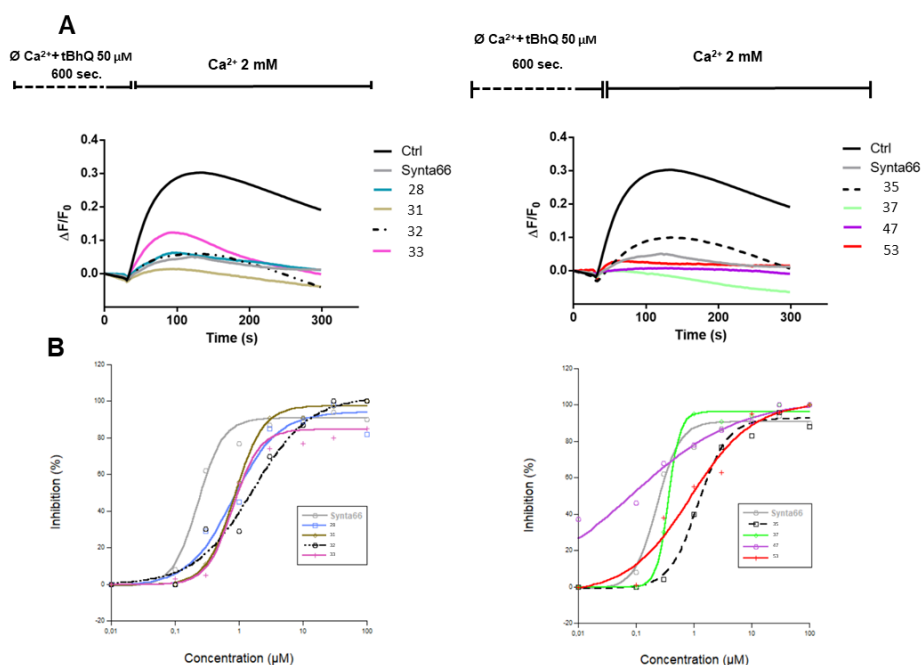 A
Ø Ca²⁺+ tBhQ 50 µM
600 sec.
Ca²⁺ 2 mM
Ø Ca²⁺+ tBhQ 50 µM
600 sec.
Ca²⁺ 2 mM
ΔF/F₀
0.4
0.3
0.2
0.1
0.0
-0.1
0
100
200
300
Time (s)
Ctrl
Synta66
28
31
32
33
ΔF/F₀
0.4
0.3
0.2
0.1
0.0
-0.1
0
100
200
300
Time (s)
Ctrl
Synta66
35
37
47
53
B
Inhibition (%)
120
100
80
60
40
20
0
-20
0,01
0,1
1
10
100
Concentration (µM)
Synta66
28
31
32
33
Inhibition (%)
120
100
80
60
40
20
0
-20
0,01
0,1
1
10
100
Concentration (µM)
Synta66
35
37
47
53